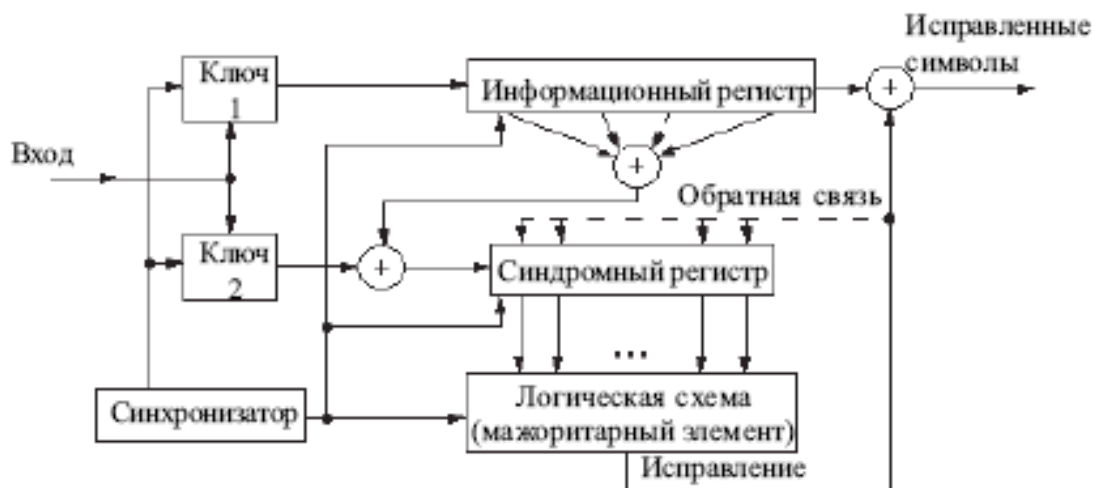 Исправленные
символы
Ключ
1
Информационный регистр
+
Вход
+
Обратная связь
Ключ
2
+
Синдромный регистр
...
Синхронизатор
Логическая схема
(мажоритарный элемент)
Исправление